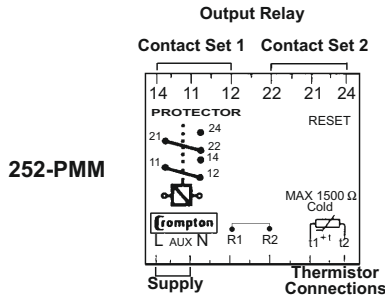 Output Relay
Contact Set 1 Contact Set 2
14 11 12 22 21 24
PROTECTOR
RESET
24
21
22
14
11
12
252-PMM
MAX 1500 Ω
Cold
Crompton
+t
L AUX N R1 R2 t1 t2
Supply
Thermistor
Connections